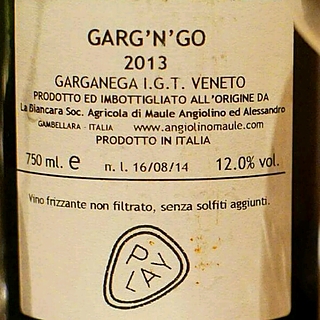 GARG'N'GO
2013
GARGANEGA I.G.T. VENETO
PRODOTTO ED IMBOTTIGLIATO ALL'ORIGINE DA
La Biancara Soc. Agricola di Maule Angiolino ed Alessandro
GAMBELLARA - ITALIA www.angiolinomaule.com
PRODOTTO IN ITALIA
750 ml. e n. l. 16/08/14 12.0% vol.
Vino frizzante non filtrato, senza solfiti aggiunti.
PLAY